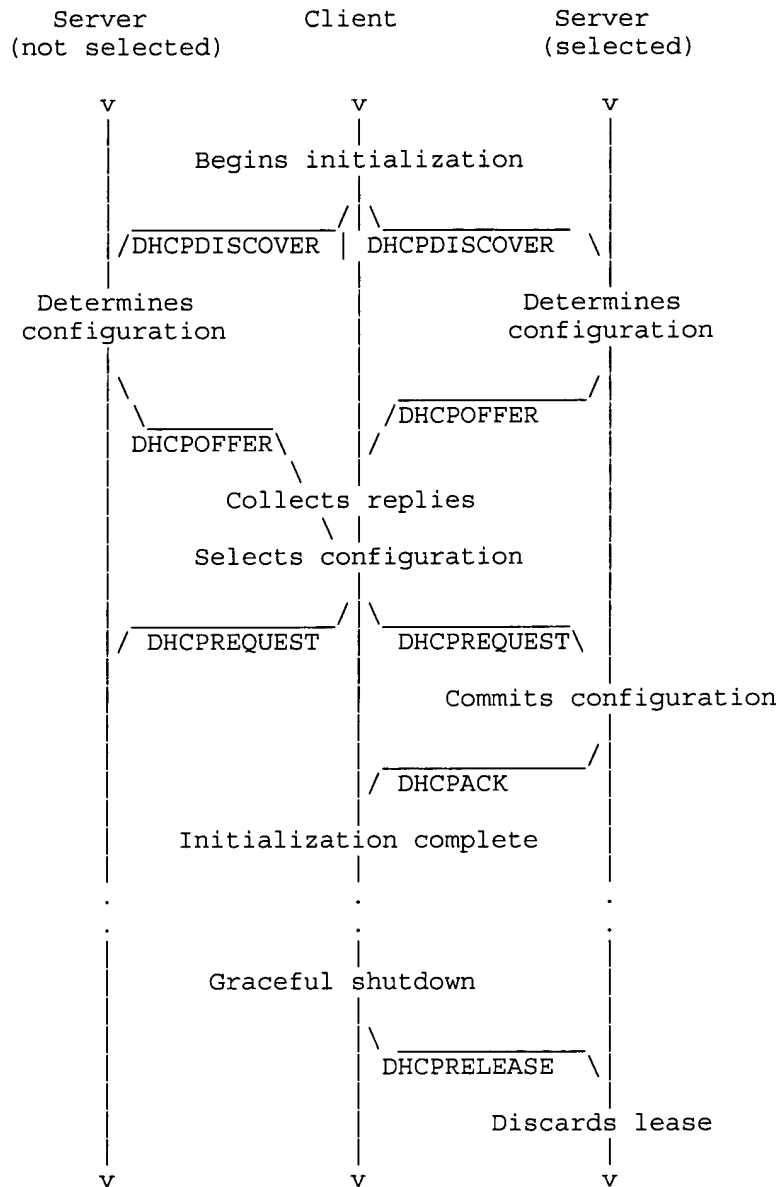 Server Client Server
(not selected) (selected)
v v v
Begins initialization
DHCPDISCOVER DHCPDISCOVER
Determines Determines
configuration configuration
DHCPOFFER
DHCPOFFER
Collects replies
Selects configuration
DHCPREQUEST DHCPREQUEST
Commits configuration
DHCPACK
Initialization complete
. . .
. . .
Graceful shutdown
DHCPRELEASE
Discards lease
v v v